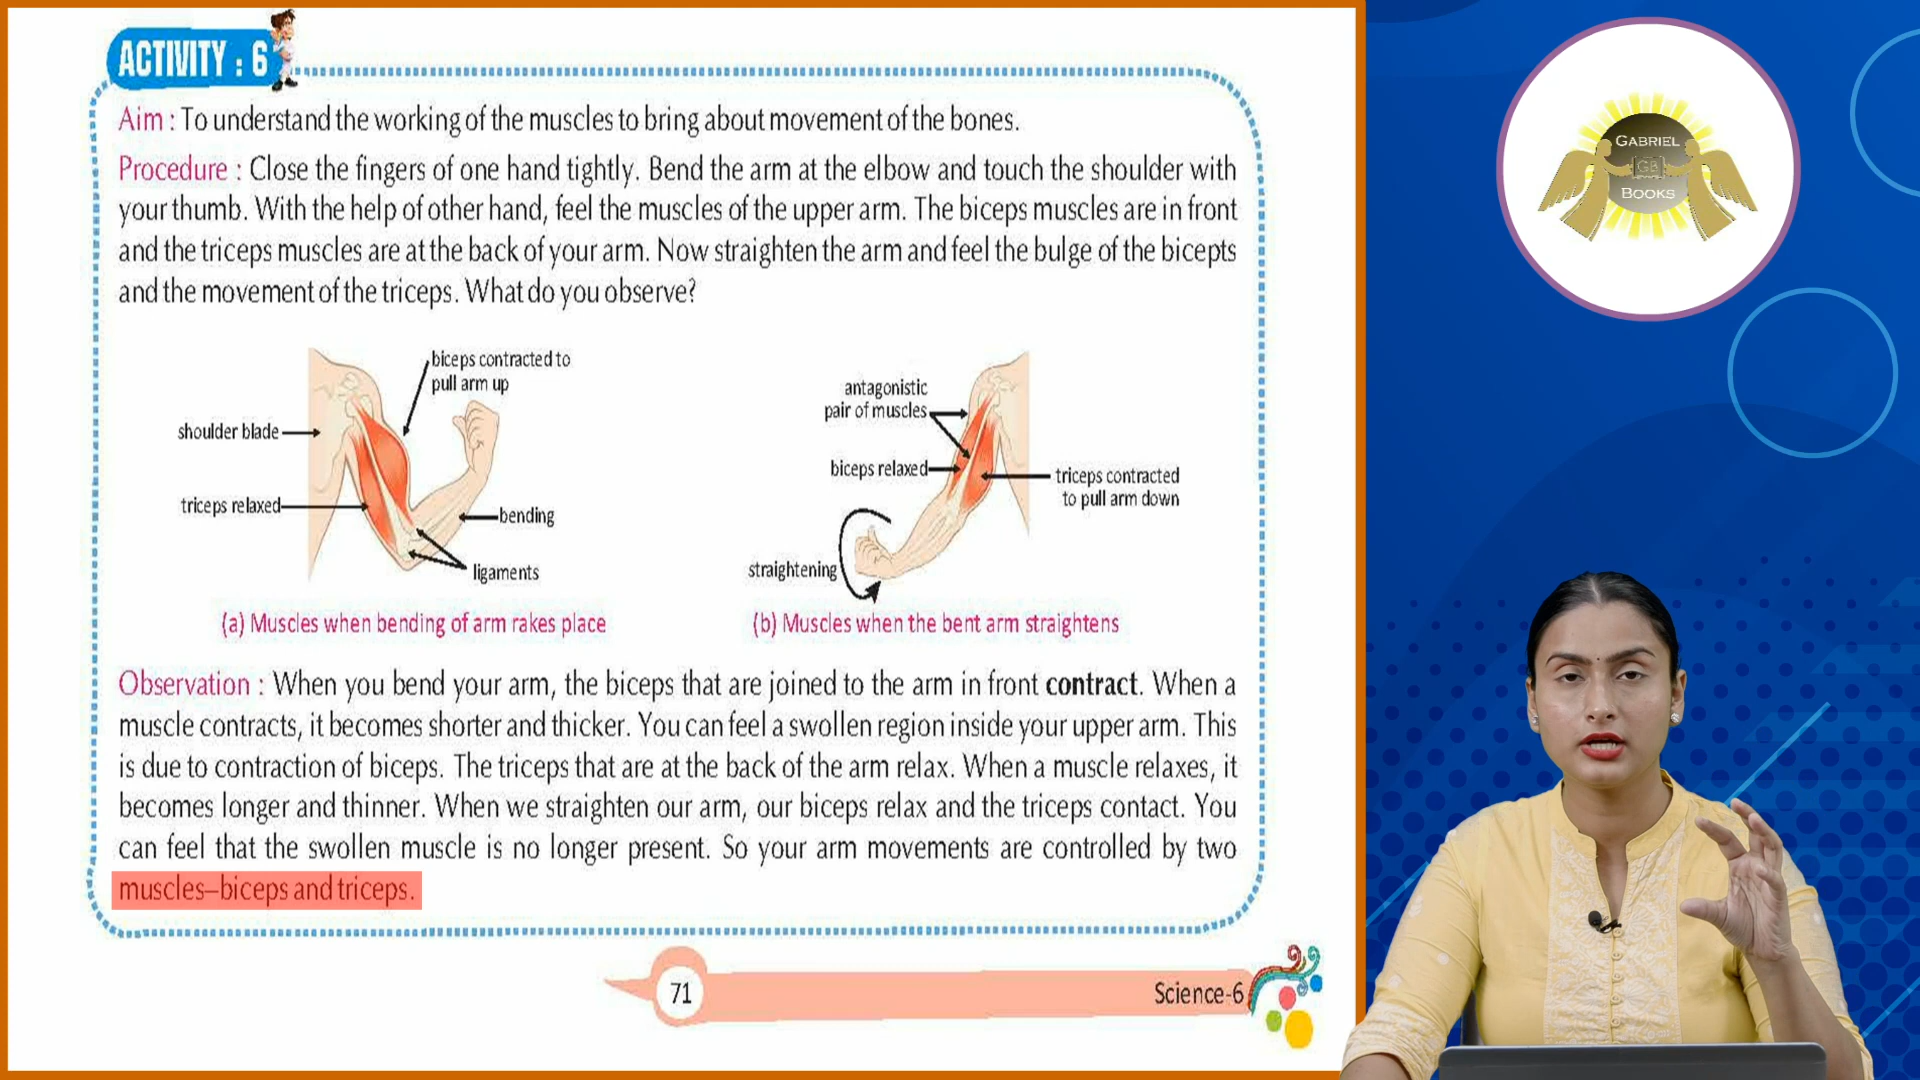 ACTIVITY : 6
Aim : To understand the working of the muscles to bring about movement of the bones.
Procedure : Close the fingers of one hand tightly. Bend the arm at the elbow and touch the shoulder with
your thumb. With the help of other hand, feel the muscles of the upper arm. The biceps muscles are in front
and the triceps muscles are at the back of your arm. Now straighten the arm and feel the bulge of the bicepts
and the movement of the triceps. What do you observe?
biceps contracted to
pull arm up
shoulder blade
triceps relaxed
bending
ligaments
(a) Muscles when bending of arm rakes place
antagonistic
pair of muscles
biceps relaxed
triceps contracted
to pull arm down
straightening
(b) Muscles when the bent arm straightens
Observation : When you bend your arm, the biceps that are joined to the arm in front contract. When a
muscle contracts, it becomes shorter and thicker. You can feel a swollen region inside your upper arm. This
is due to contraction of biceps. The triceps that are at the back of the arm relax. When a muscle relaxes, it
becomes longer and thinner. When we straighten our arm, our biceps relax and the triceps contact. You
can feel that the swollen muscle is no longer present. So your arm movements are controlled by two
muscles–biceps and triceps.
71
Science-6
GABRIEL
GB
BOOKS